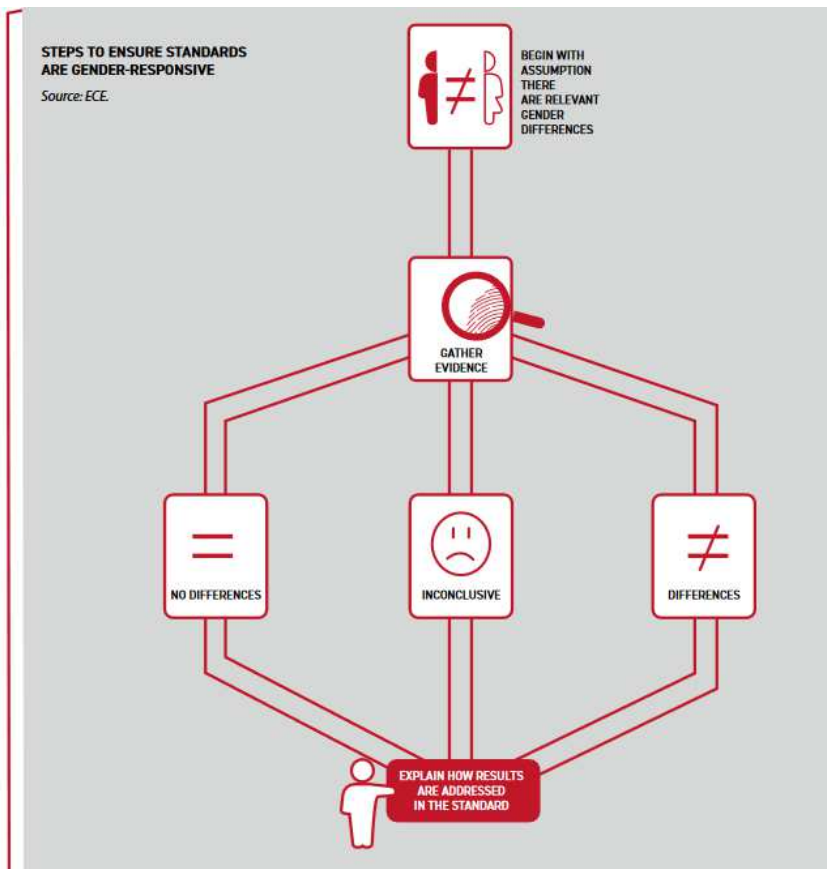 STEPS TO ENSURE STANDARDS
ARE GENDER-RESPONSIVE
Source: ECE.
BEGIN WITH
ASSUMPTION
THERE
ARE RELEVANT
GENDER
DIFFERENCES
GATHER
EVIDENCE
NO DIFFERENCES
INCONCLUSIVE
DIFFERENCES
EXPLAIN HOW RESULTS
ARE ADDRESSED
IN THE STANDARD